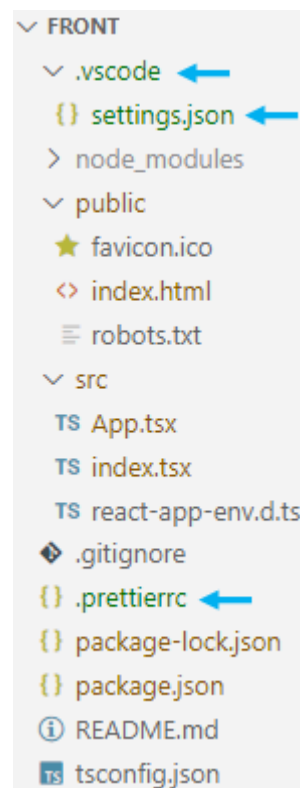 FRONT
.vscode
{} settings.json
node_modules
public
favicon.ico
<> index.html
robots.txt
src
TS App.tsx
TS index.tsx
TS react-app-env.d.ts
.gitignore
{} .prettierrc
{} package-lock.json
{} package.json
README.md
TS tsconfig.json